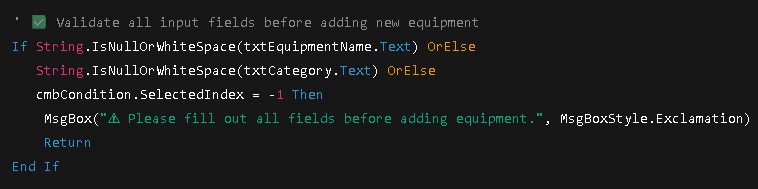 ' ✅ Validate all input fields before adding new equipment
If String.IsNullOrWhiteSpace(txtEquipmentName.Text) OrElse
String.IsNullOrWhiteSpace(txtCategory.Text) OrElse
cmbCondition.SelectedIndex = -1 Then
MsgBox("⚠ Please fill out all fields before adding equipment.", MsgBoxStyle.Exclamation)
Return
End If